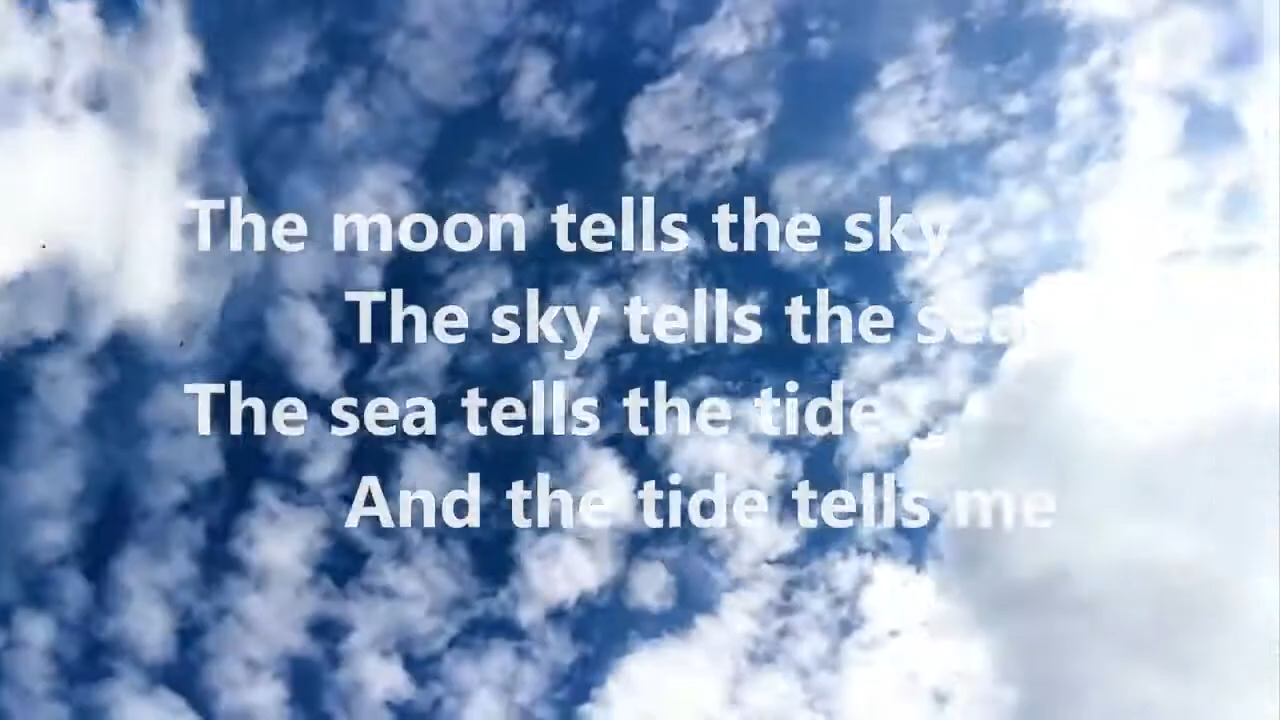 The moon tells the sky
The sky tells the sea
The sea tells the tide
And the tide tells me